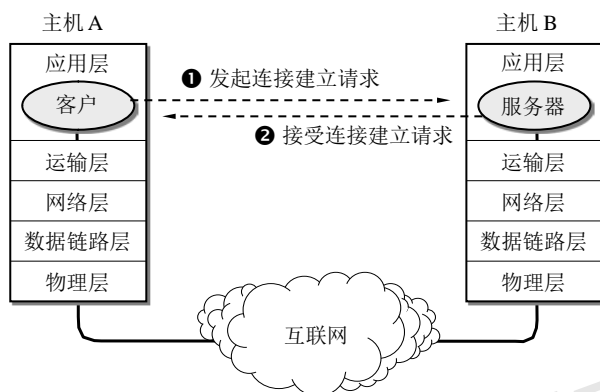 主机 A
主机 B
应用层
应用层
❶ 发起连接建立请求
客户
服务器
❷ 接受连接建立请求
运输层
运输层
网络层
网络层
数据链路层
数据链路层
物理层
物理层
互联网